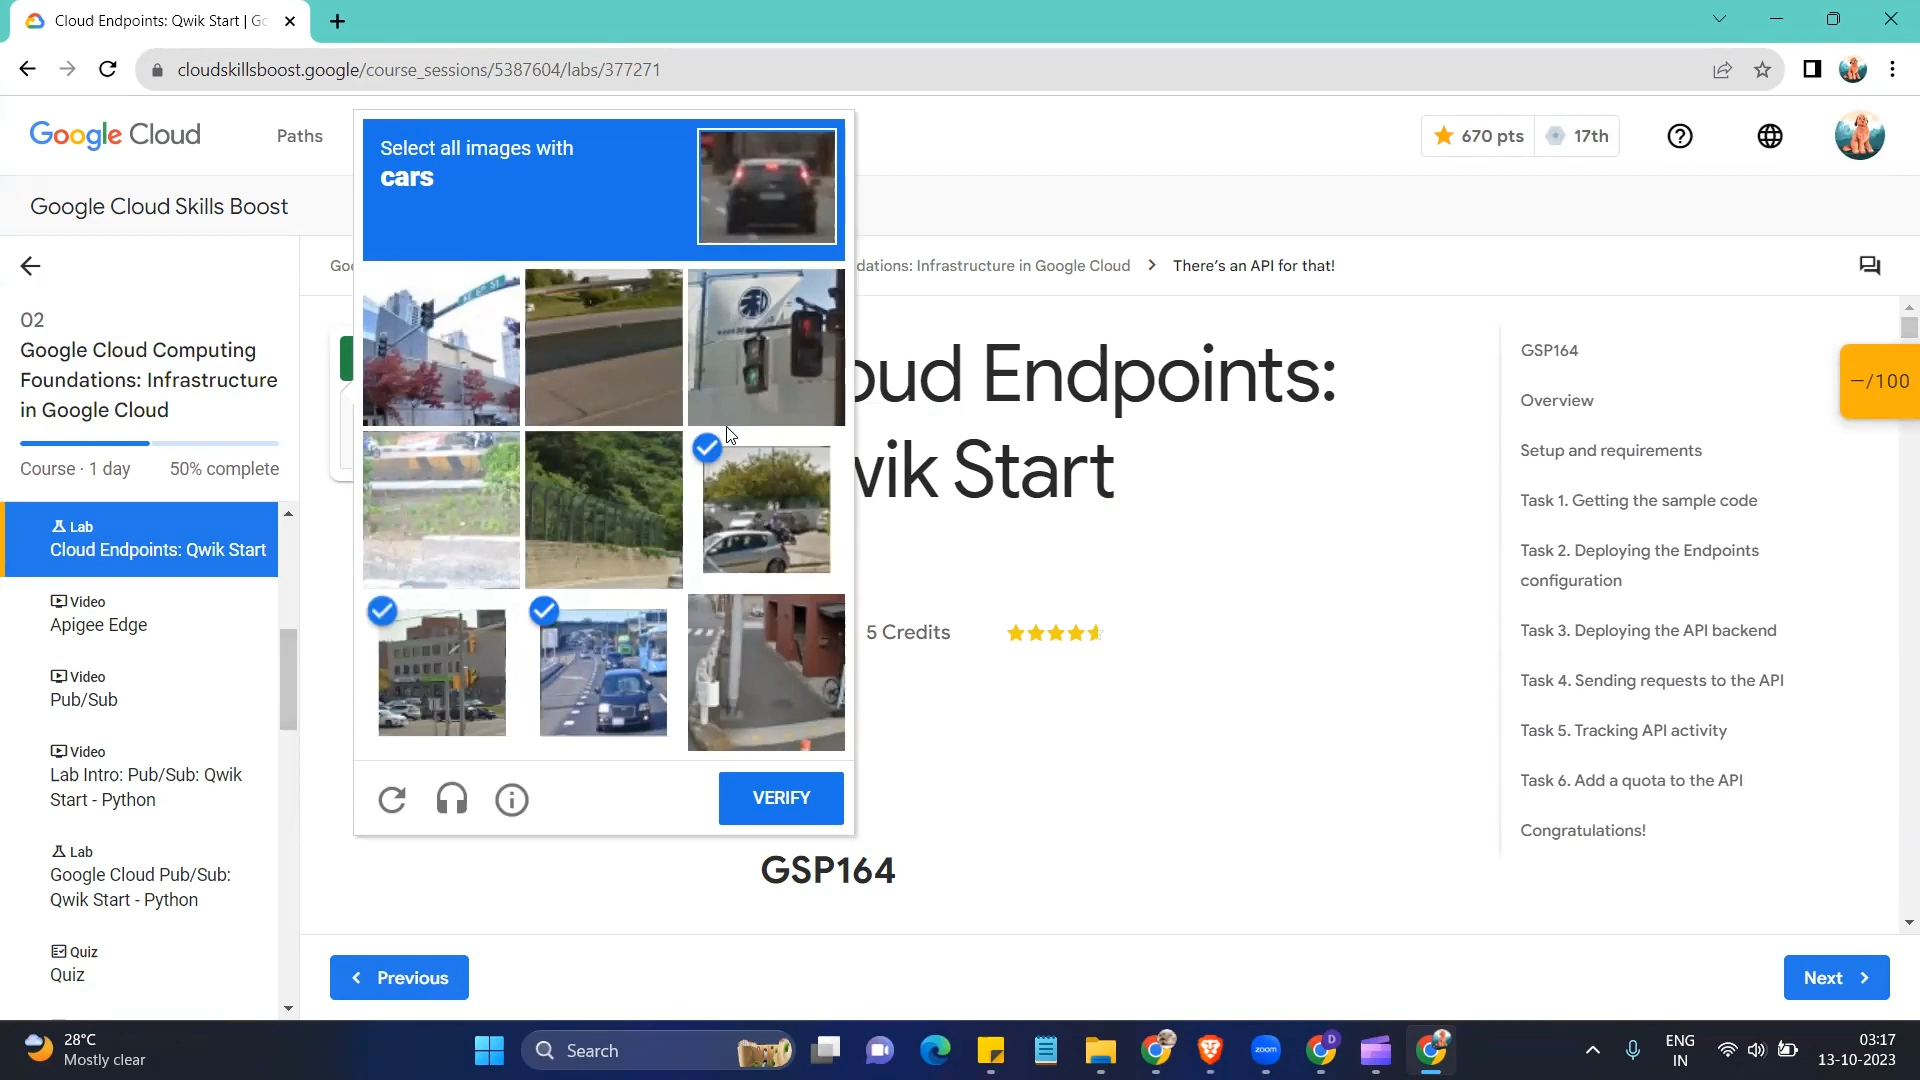 Cloud Endpoints: Qwik Start | Go
cloudskillsboost.google/course_sessions/5387604/labs/377271
Google Cloud
Paths
670 pts
17th
Google Cloud Skills Boost
Select all images with
cars
VERIFY
Goo
dations: Infrastructure in Google Cloud
There's an API for that!
02
Google Cloud Computing
Foundations: Infrastructure
in Google Cloud
Course · 1 day
50% complete
Lab
Cloud Endpoints: Qwik Start
Video
Apigee Edge
Video
Pub/Sub
Video
Lab Intro: Pub/Sub: Qwik
Start - Python
Lab
Google Cloud Pub/Sub:
Qwik Start - Python
Quiz
Quiz
oud Endpoints:
wik Start
5 Credits
GSP164
GSP164
Overview
Setup and requirements
Task 1. Getting the sample code
Task 2. Deploying the Endpoints
configuration
Task 3. Deploying the API backend
Task 4. Sending requests to the API
Task 5. Tracking API activity
Task 6. Add a quota to the API
Congratulations!
—/100
Previous
Next
28°C
Mostly clear
Search
zoom
D
ENG
IN
03:17
13-10-2023